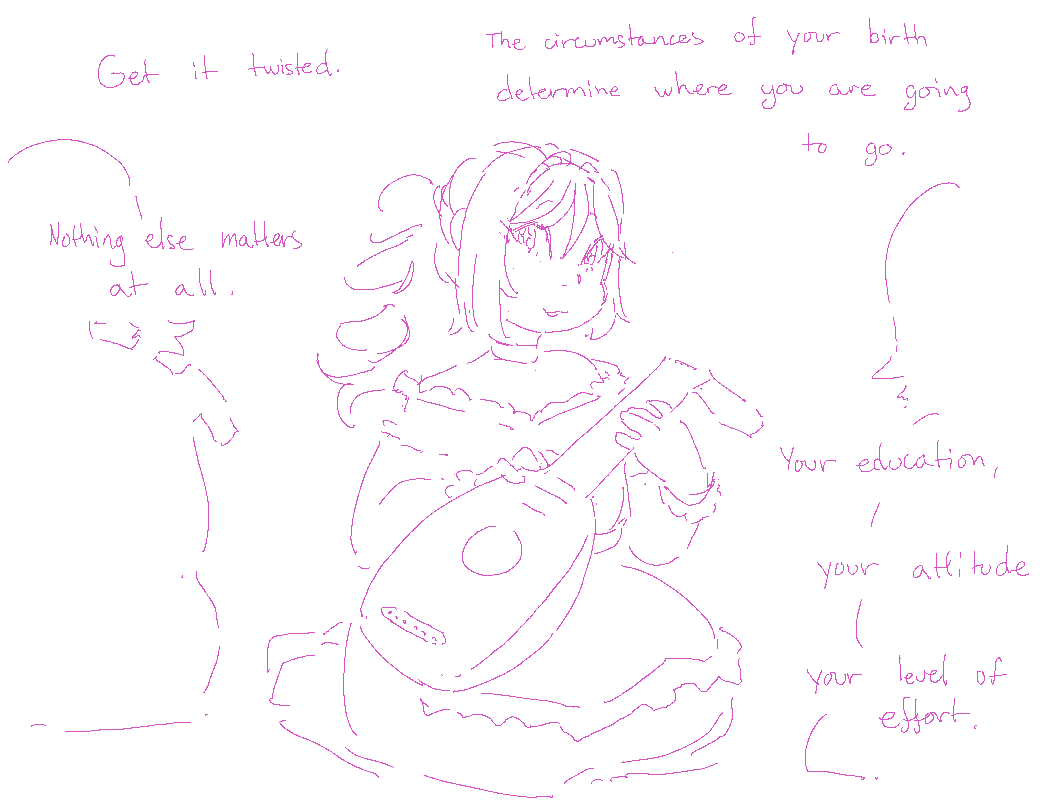 Get it twisted.
The circumstances of your birth
determine where you are going
to go.
Nothing else matters
at all.
Your education,
your attitude
your level of
effort.